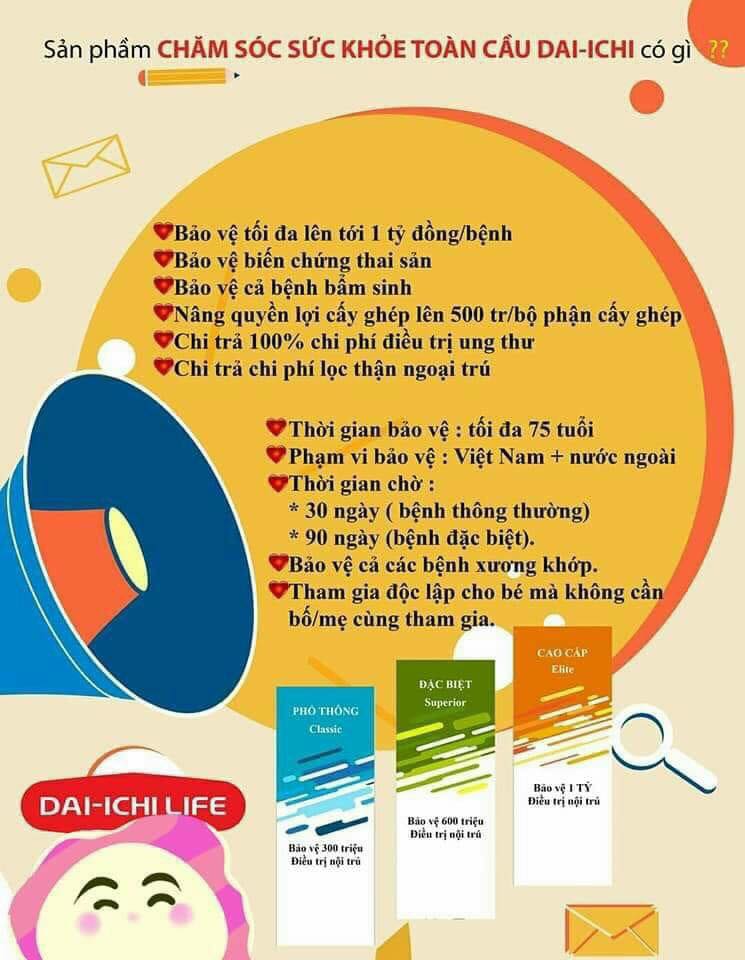 Sản phẩm CHĂM SÓC SỨC KHỎE TOÀN CẦU DAI-ICHI có gì ??
Bảo vệ tối đa lên tới 1 tỷ đồng/bệnh
Bảo vệ biến chứng thai sản
Bảo vệ cả bệnh bẩm sinh
Nâng quyền lợi cấy ghép lên 500 tr/bộ phận cấy ghép
Chi trả 100% chi phí điều trị ung thư
Chi trả chi phí lọc thận ngoại trú
Thời gian bảo vệ : tối đa 75 tuổi
Phạm vi bảo vệ : Việt Nam + nước ngoài
Thời gian chờ :
* 30 ngày ( bệnh thông thường)
* 90 ngày (bệnh đặc biệt).
Bảo vệ cả các bệnh xương khớp.
Tham gia độc lập cho bé mà không cần
bố/mẹ cùng tham gia.
PHỔ THÔNG
Classic
Bảo vệ 300 triệu
Điều trị nội trú
ĐẶC BIỆT
Superior
Bảo vệ 600 triệu
Điều trị nội trú
CAO CẤP
Elite
Bảo vệ 1 TỶ
Điều trị nội trú
DAI-ICHI LIFE